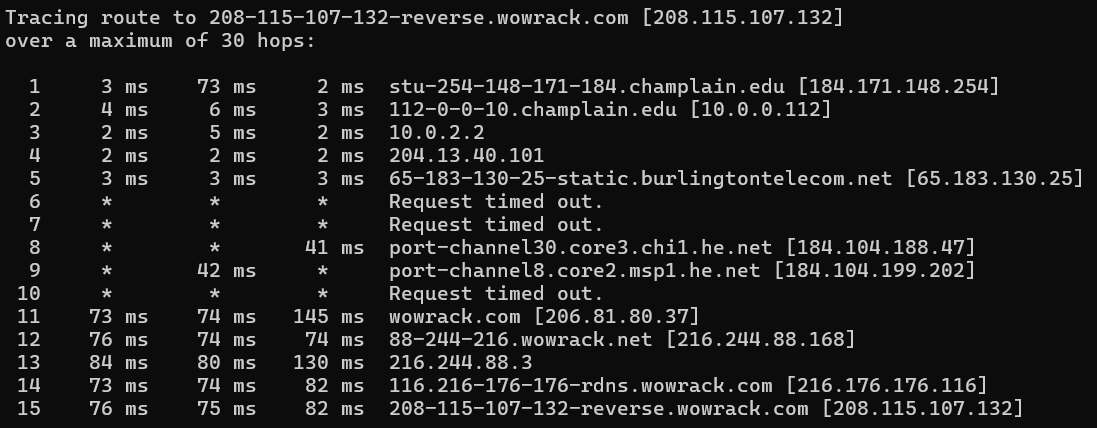 Tracing route to 208-115-107-132-reverse.wowrack.com [208.115.107.132]
over a maximum of 30 hops:
1 3 ms 73 ms 2 ms stu-254-148-171-184.champlain.edu [184.171.148.254]
2 4 ms 6 ms 3 ms 112-0-0-10.champlain.edu [10.0.0.112]
3 2 ms 5 ms 2 ms 10.0.2.2
4 2 ms 2 ms 2 ms 204.13.40.101
5 3 ms 3 ms 3 ms 65-183-130-25-static.burlingtontelecom.net [65.183.130.25]
6 * * * Request timed out.
7 * * * Request timed out.
8 * * 41 ms port-channel30.core3.chi1.he.net [184.104.188.47]
9 * 42 ms * port-channel8.core2.msp1.he.net [184.104.199.202]
10 * * * Request timed out.
11 73 ms 74 ms 145 ms wowrack.com [206.81.80.37]
12 76 ms 74 ms 74 ms 88-244-216.wowrack.net [216.244.88.168]
13 84 ms 80 ms 130 ms 216.244.88.3
14 73 ms 74 ms 82 ms 116.216-176-176-rdns.wowrack.com [216.176.176.116]
15 76 ms 75 ms 82 ms 208-115-107-132-reverse.wowrack.com [208.115.107.132]